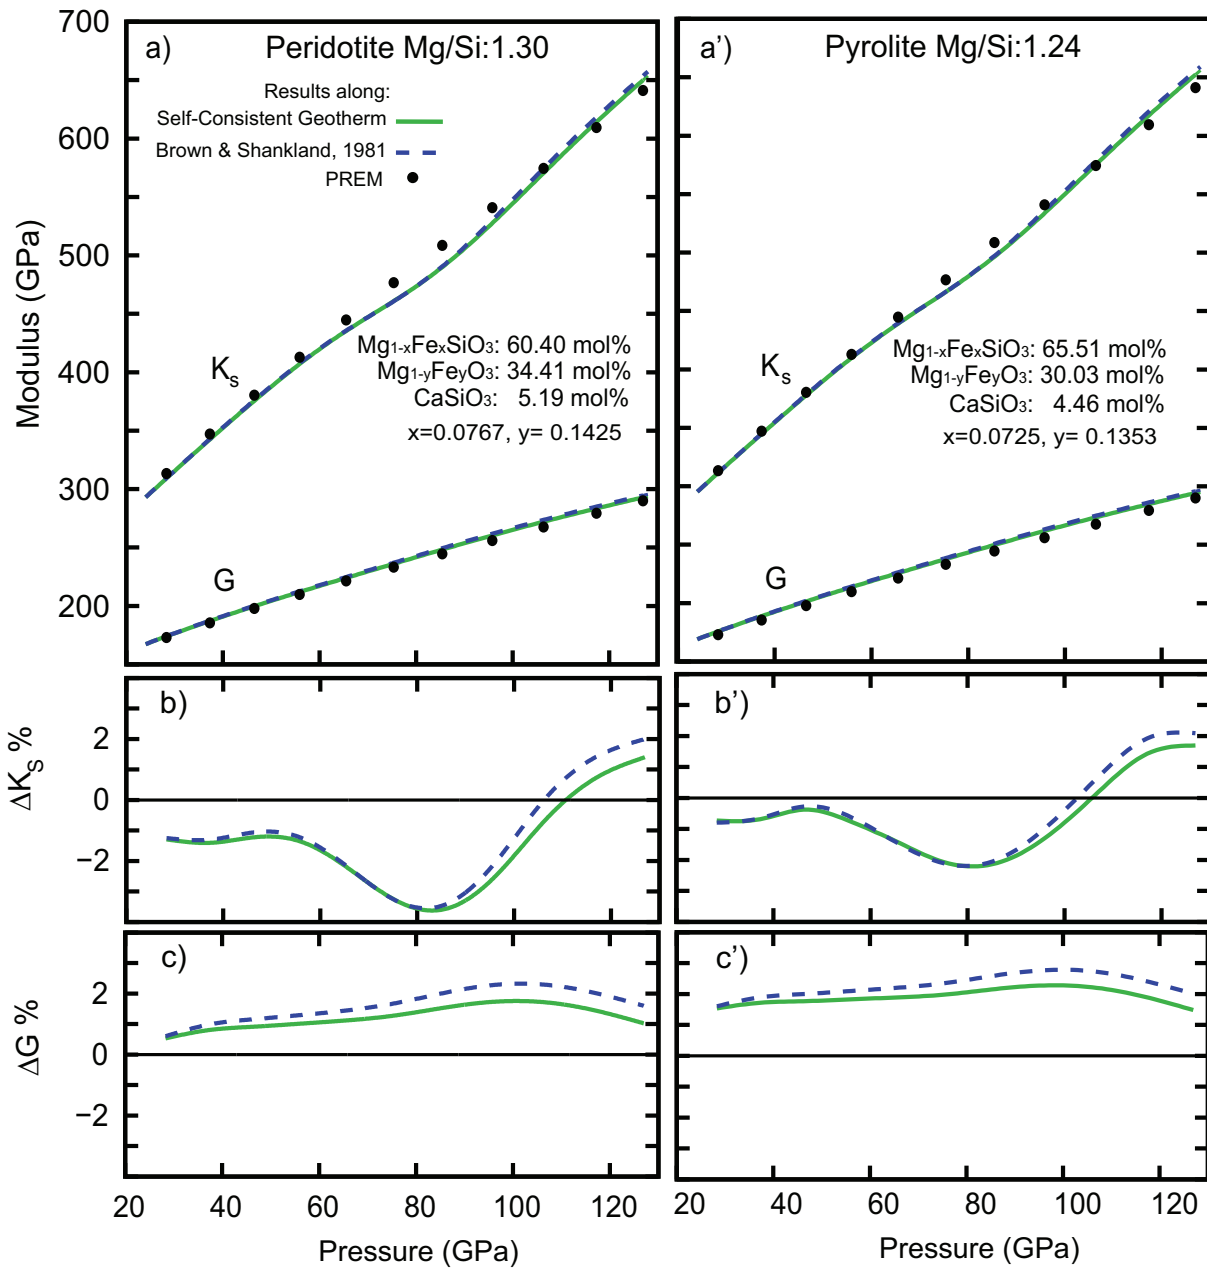 a) Peridotite Mg/Si:1.30
Results along:
Self-Consistent Geotherm
Brown & Shankland, 1981
PREM
700
600
500
400
300
200
Modulus (GPa)
Ks
Mg1-xFexSiO3: 60.40 mol%
Mg1-yFeyO3: 34.41 mol%
CaSiO3: 5.19 mol%
x=0.0767, y= 0.1425
G
a') Pyrolite Mg/Si:1.24
Ks
Mg1-xFexSiO3: 65.51 mol%
Mg1-yFeyO3: 30.03 mol%
CaSiO3: 4.46 mol%
x=0.0725, y= 0.1353
G
b)
2
0
−2
ΔKS %
b')
c)
2
0
−2
ΔG %
c')
20 40 60 80 100 120
Pressure (GPa)
20 40 60 80 100 120
Pressure (GPa)